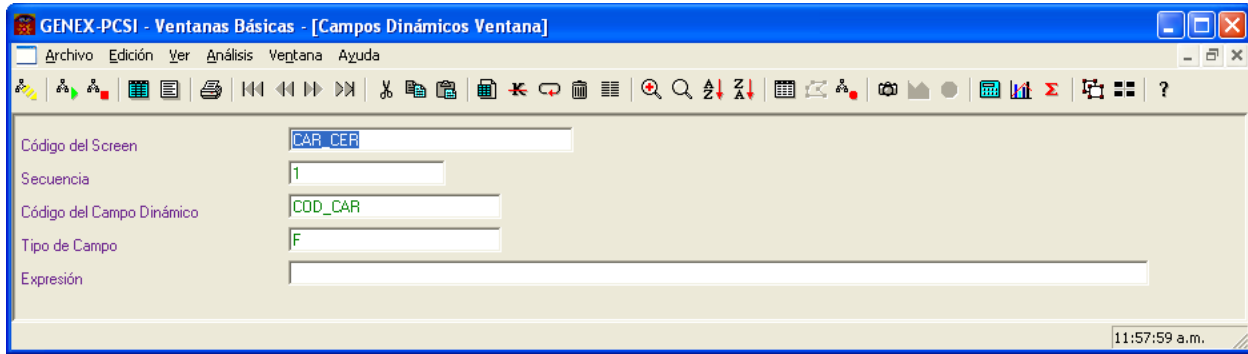 GENEX-PCSI - Ventanas Básicas - [Campos Dinámicos Ventana]
Archivo Edición Ver Análisis Ventana Ayuda
Código del Screen CAR_CER
Secuencia 1
Código del Campo Dinámico COD_CAR
Tipo de Campo F
Expresión
11:57:59 a.m.